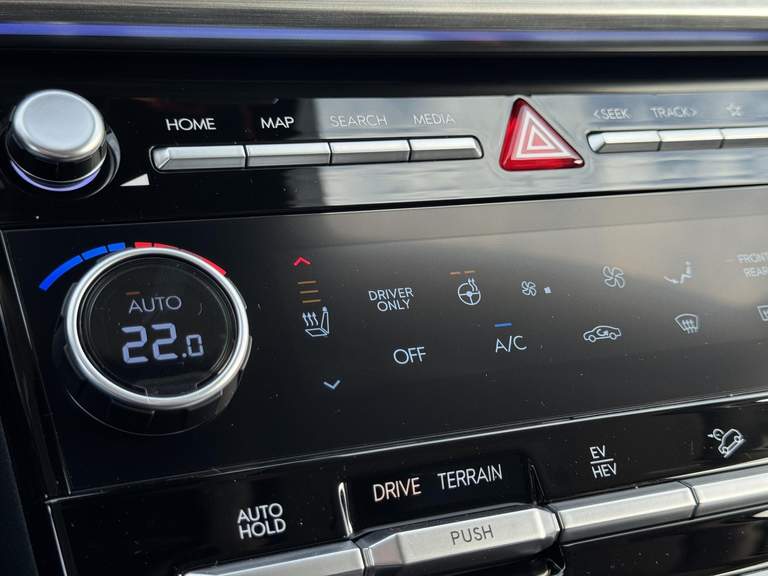 HOME MAP SEARCH MEDIA <SEEK TRACK>
AUTO
22.0
DRIVER
ONLY
FRONT
REAR
OFF A/C
AUTO
HOLD
DRIVE TERRAIN
EV
HEV
PUSH